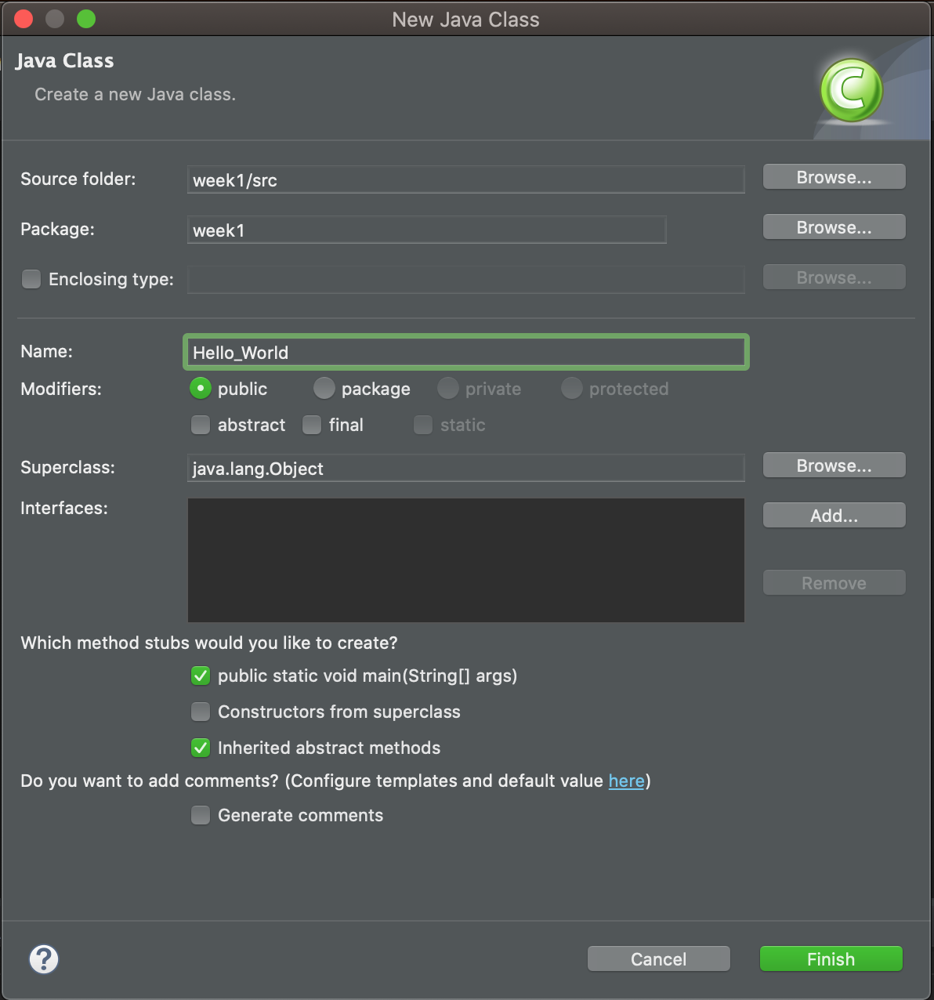 New Java Class
Java Class
Create a new Java class.
C
Source folder: week1/src Browse...
Package: week1 Browse...
Enclosing type: Browse...
Name: Hello_World
Modifiers: public package private protected
abstract final static
Superclass: java.lang.Object Browse...
Interfaces: Add...
Remove
Which method stubs would you like to create?
public static void main(String[] args)
Constructors from superclass
Inherited abstract methods
Do you want to add comments? (Configure templates and default value here)
Generate comments
? Cancel Finish